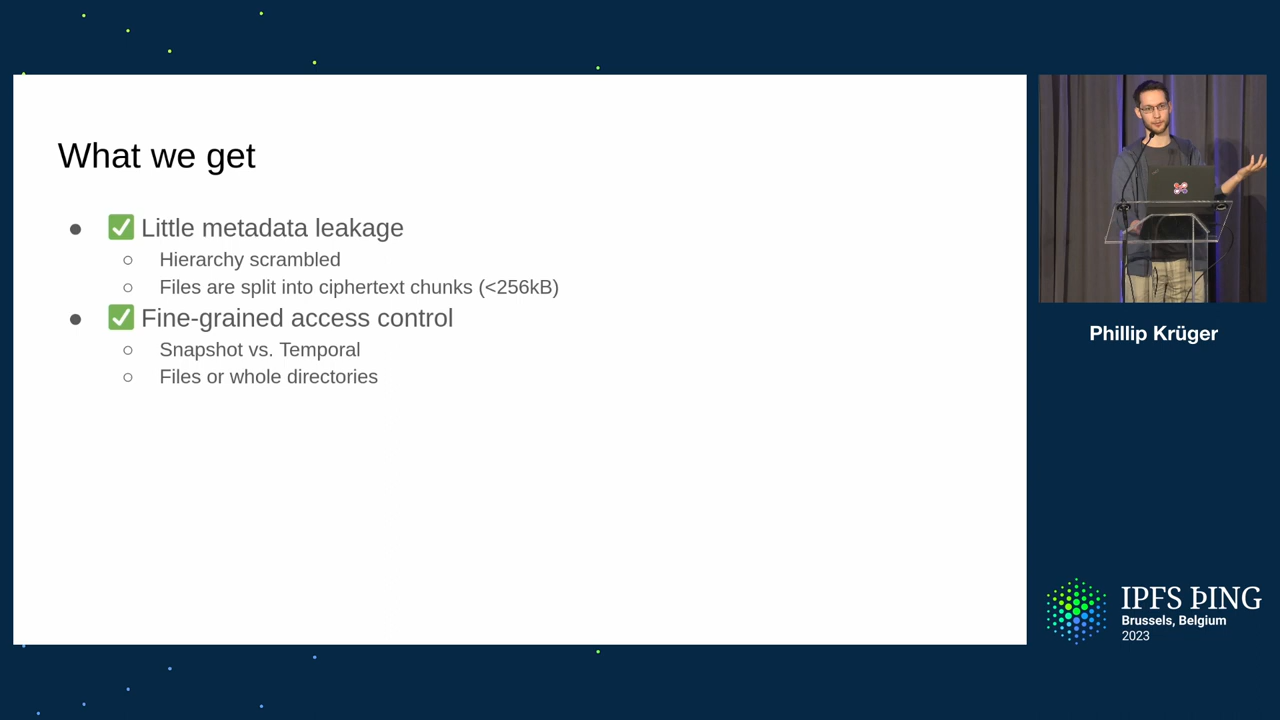 What we get
● ✅ Little metadata leakage
○ Hierarchy scrambled
○ Files are split into ciphertext chunks (<256kB)
● ✅ Fine-grained access control
○ Snapshot vs. Temporal
○ Files or whole directories
Phillip Krüger
IPFS ÞING
Brussels, Belgium
2023